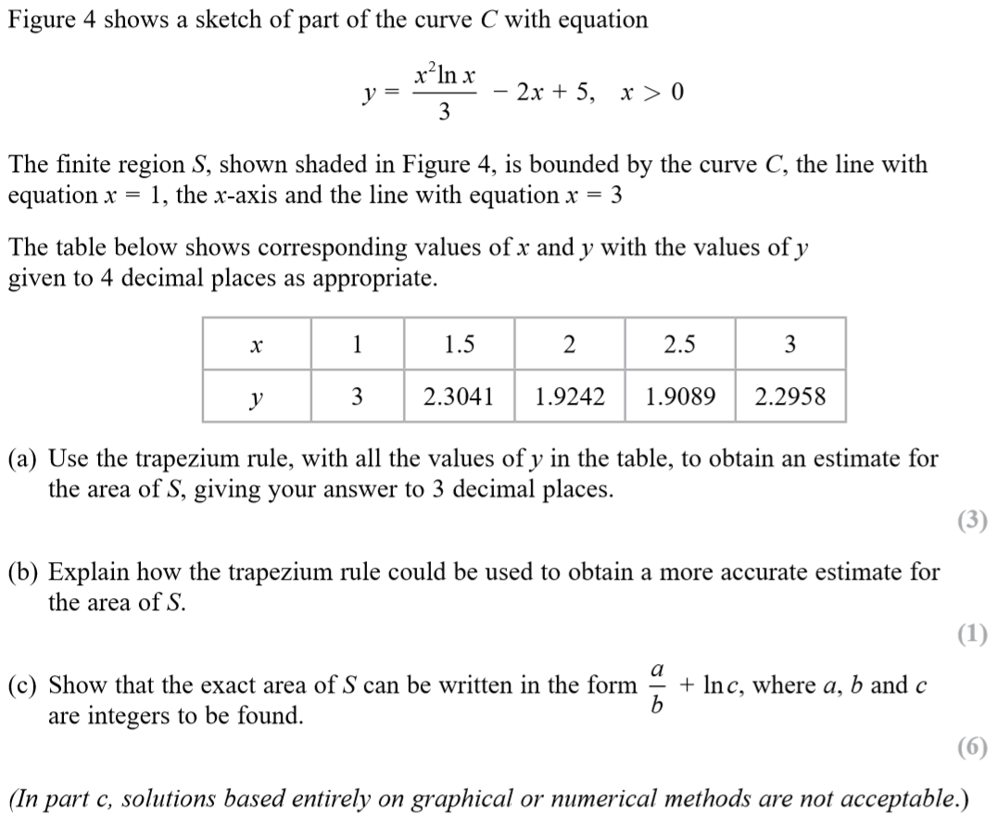 Figure 4 shows a sketch of part of the curve C with equation
y = x²ln x / 3 − 2x + 5, x > 0
The finite region S, shown shaded in Figure 4, is bounded by the curve C, the line with
equation x = 1, the x-axis and the line with equation x = 3
The table below shows corresponding values of x and y with the values of y
given to 4 decimal places as appropriate.
x 1 1.5 2 2.5 3
y 3 2.3041 1.9242 1.9089 2.2958
(a) Use the trapezium rule, with all the values of y in the table, to obtain an estimate for
the area of S, giving your answer to 3 decimal places.
(3)
(b) Explain how the trapezium rule could be used to obtain a more accurate estimate for
the area of S.
(1)
(c) Show that the exact area of S can be written in the form a/b + ln c, where a, b and c
are integers to be found.
(6)
(In part c, solutions based entirely on graphical or numerical methods are not acceptable.)